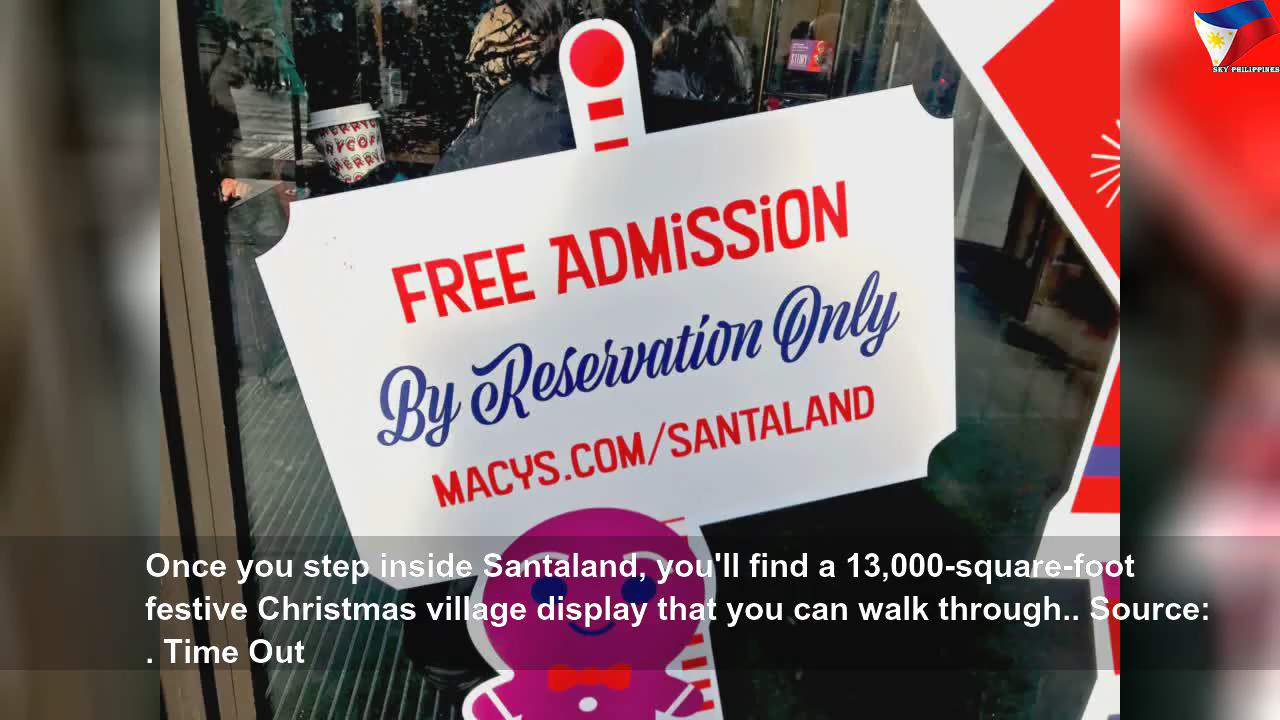 SKY PHILIPPINES
FREE ADMiSSiON
By Reservation Only
MACYS.COM/SANTALAND
Once you step inside Santaland, you'll find a 13,000-square-foot
festive Christmas village display that you can walk through.. Source:
. Time Out